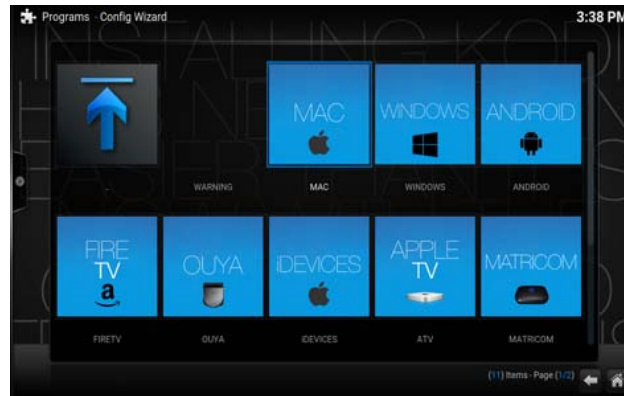 Programs - Config Wizard
3:38 PM
MAC
WINDOWS
ANDROID
..
WARNING
MAC
WINDOWS
ANDROID
FIRE
TV
a
OUYA
iDEVICES
APPLE
TV
MATRICOM
FIRETV
OUYA
iDEVICES
ATV
MATRICOM
(11) Items - Page (1/2)